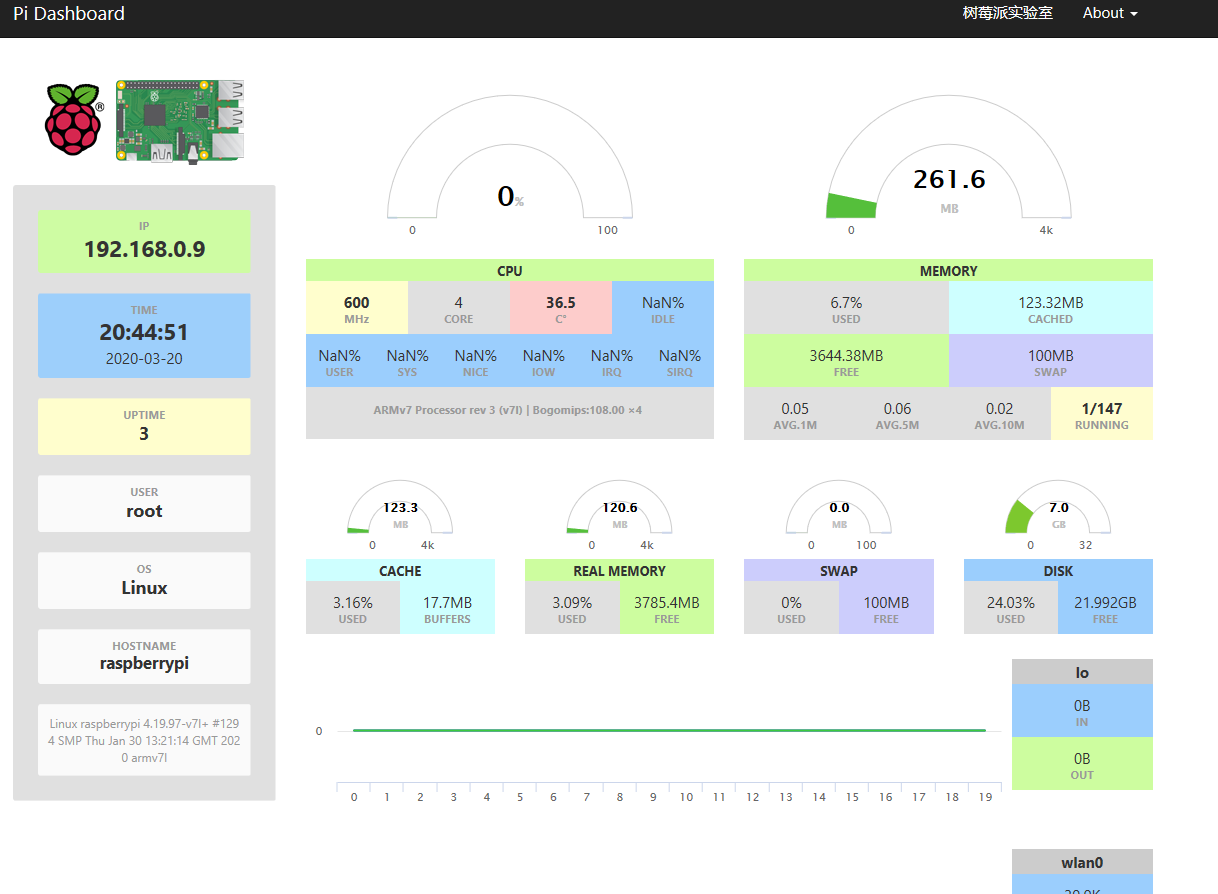 Pi Dashboard
树莓派实验室 About
®
IP
192.168.0.9
TIME
20:44:51
2020-03-20
UPTIME
3
USER
root
OS
Linux
HOSTNAME
raspberrypi
Linux raspberrypi 4.19.97-v7l+ #129
4 SMP Thu Jan 30 13:21:14 GMT 202
0 armv7l
0%
0 100
CPU
600 4 36.5 NaN%
MHz CORE C° IDLE
NaN% NaN% NaN% NaN% NaN% NaN%
USER SYS NICE IOW IRQ SIRQ
ARMv7 Processor rev 3 (v7l) | Bogomips:108.00 ×4
261.6
MB
0 4k
MEMORY
6.7% 123.32MB
USED CACHED
3644.38MB 100MB
FREE SWAP
0.05 0.06 0.02 1/147
AVG.1M AVG.5M AVG.10M RUNNING
123.3
MB
0 4k
CACHE
3.16% 17.7MB
USED BUFFERS
120.6
MB
0 4k
REAL MEMORY
3.09% 3785.4MB
USED FREE
0.0
MB
0 100
SWAP
0% 100MB
USED FREE
7.0
GB
0 32
DISK
24.03% 21.992GB
USED FREE
0
0 1 2 3 4 5 6 7 8 9 10 11 12 13 14 15 16 17 18 19
lo
0B
IN
0B
OUT
wlan0